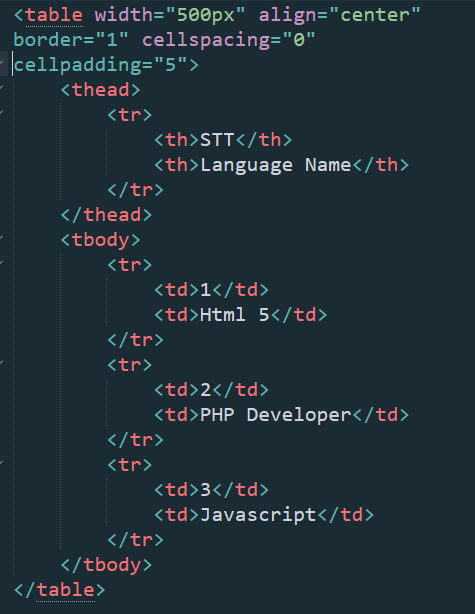 <table width="500px" align="center"
border="1" cellspacing="0"
cellpadding="5">
    <thead>
        <tr>
            <th>STT</th>
            <th>Language Name</th>
        </tr>
    </thead>
    <tbody>
        <tr>
            <td>1</td>
            <td>Html 5</td>
        </tr>
        <tr>
            <td>2</td>
            <td>PHP Developer</td>
        </tr>
        <tr>
            <td>3</td>
            <td>Javascript</td>
        </tr>
    </tbody>
</table>